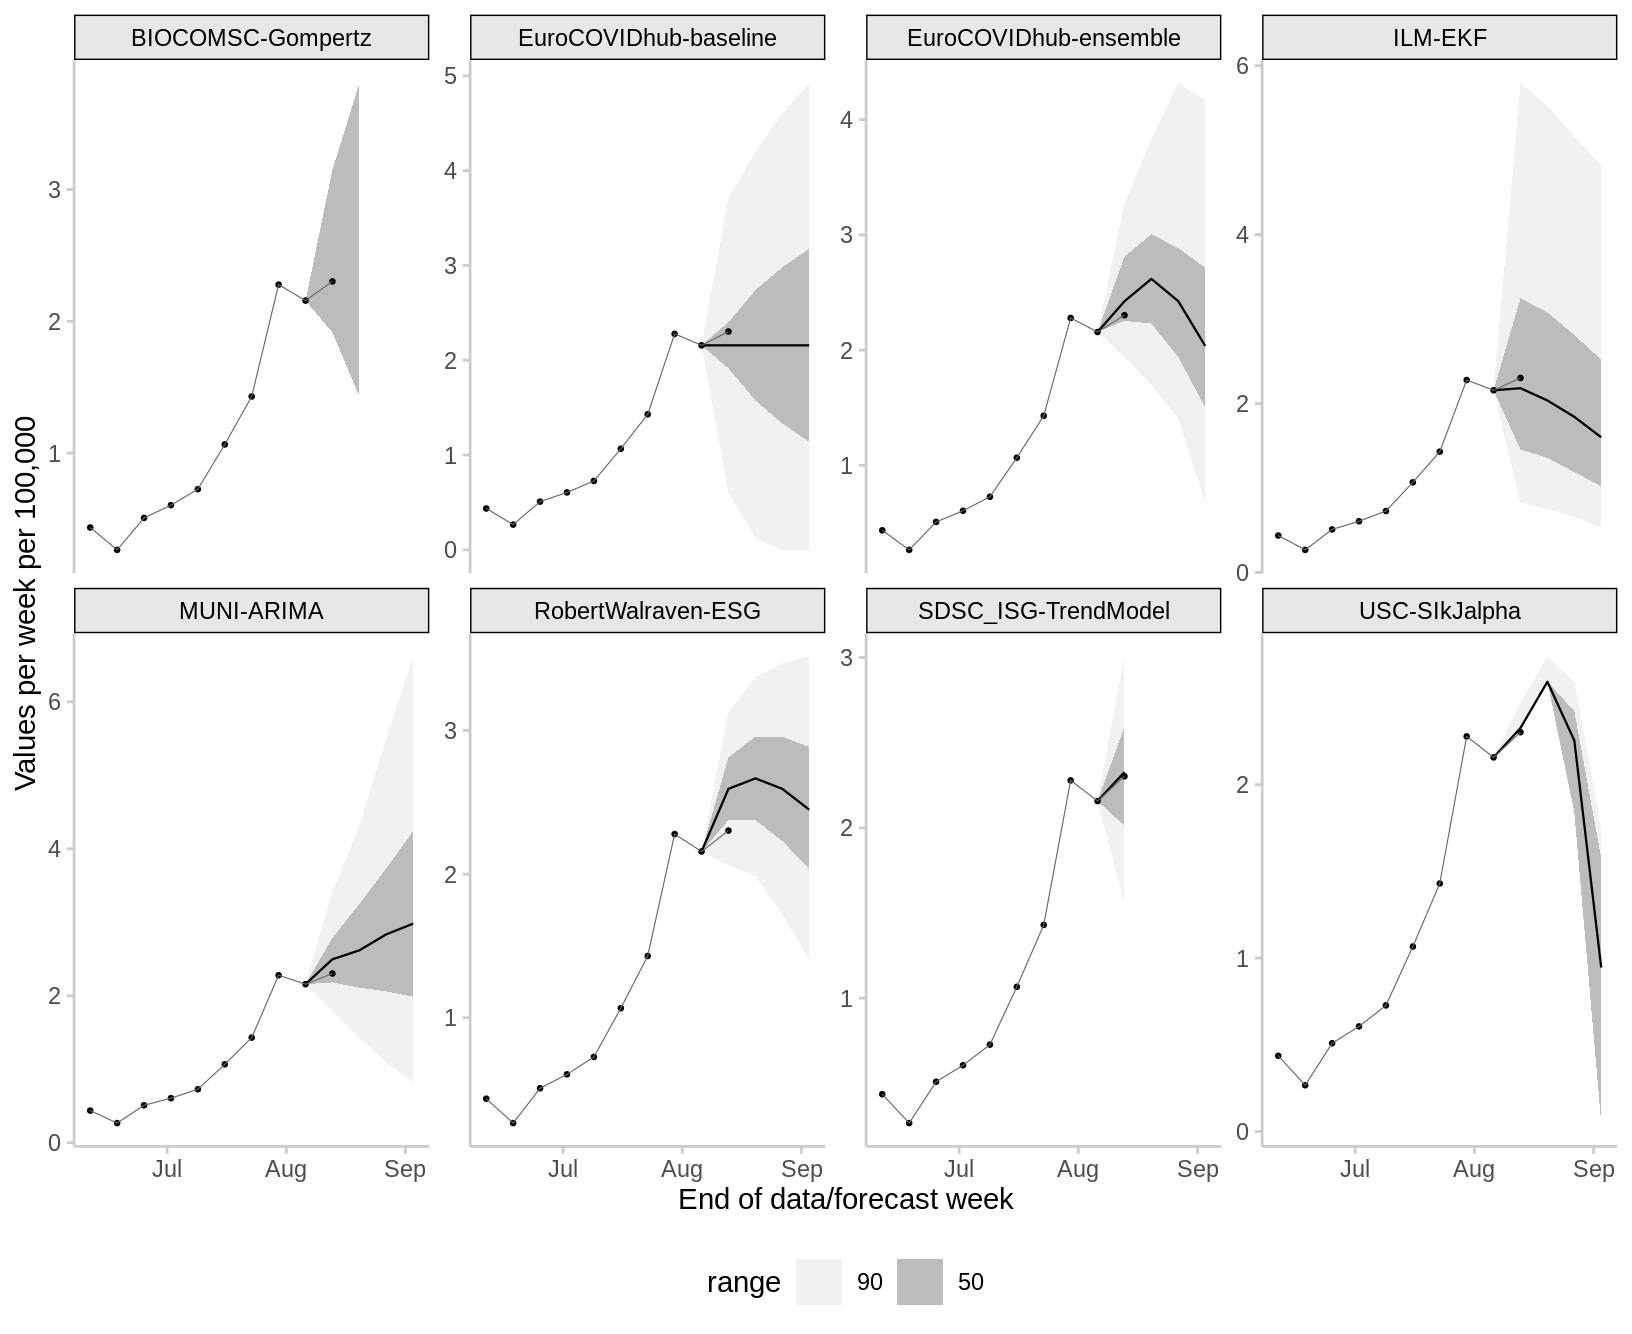 BIOCOMSC-Gompertz
EuroCOVIDhub-baseline
EuroCOVIDhub-ensemble
ILM-EKF
3
2
1
5
4
3
2
1
0
4
3
2
1
6
4
2
0
Values per week per 100,000
MUNI-ARIMA
RobertWalraven-ESG
SDSC_ISG-TrendModel
USC-SIkJalpha
6
4
2
0
3
2
1
3
2
1
2
1
0
Jul Aug Sep
Jul Aug Sep
Jul Aug Sep
Jul Aug Sep
End of data/forecast week
range 90 50